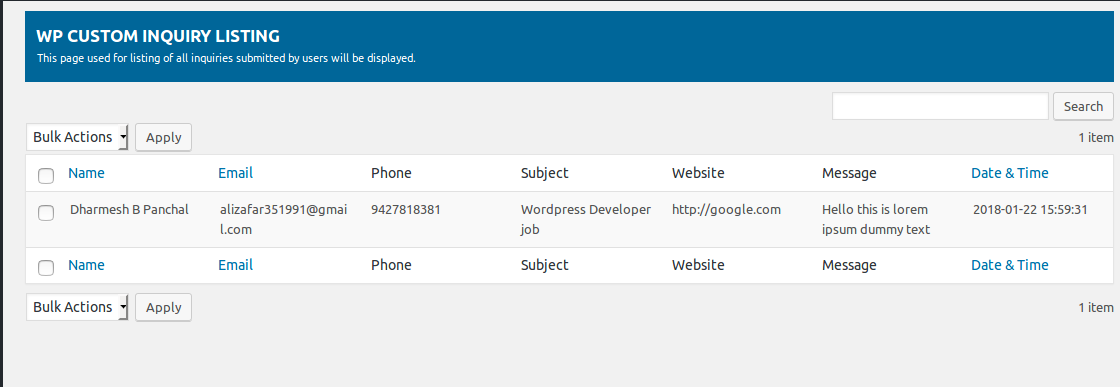 WP CUSTOM INQUIRY LISTING
This page used for listing of all inquiries submitted by users will be displayed.
Search
Bulk Actions Apply 1 item
Name Email Phone Subject Website Message Date & Time
Dharmesh B Panchal alizafar351991@gmai 9427818381 Wordpress Developer http://google.com Hello this is lorem 2018-01-22 15:59:31
l.com job ipsum dummy text
Name Email Phone Subject Website Message Date & Time
Bulk Actions Apply 1 item